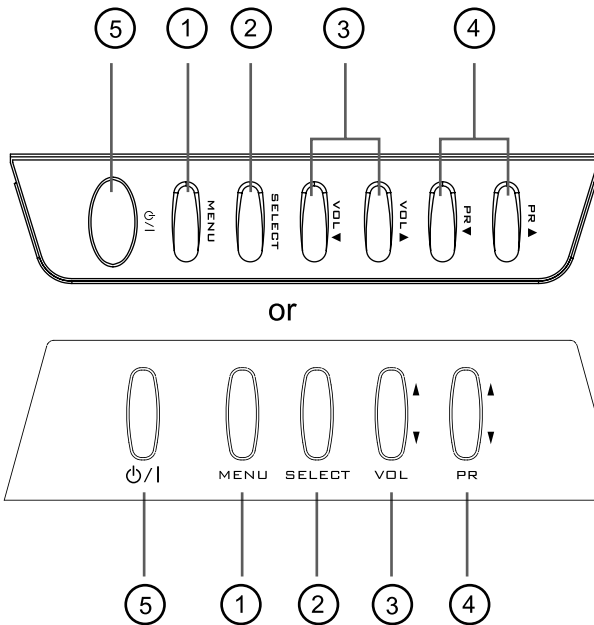 5 1 2 3 4
⏻/I MENU SELECT VOL▼ VOL▲ PR▼ PR▲
or
▲ ▲
▼ ▼
⏻/I MENU SELECT VOL PR
5 1 2 3 4